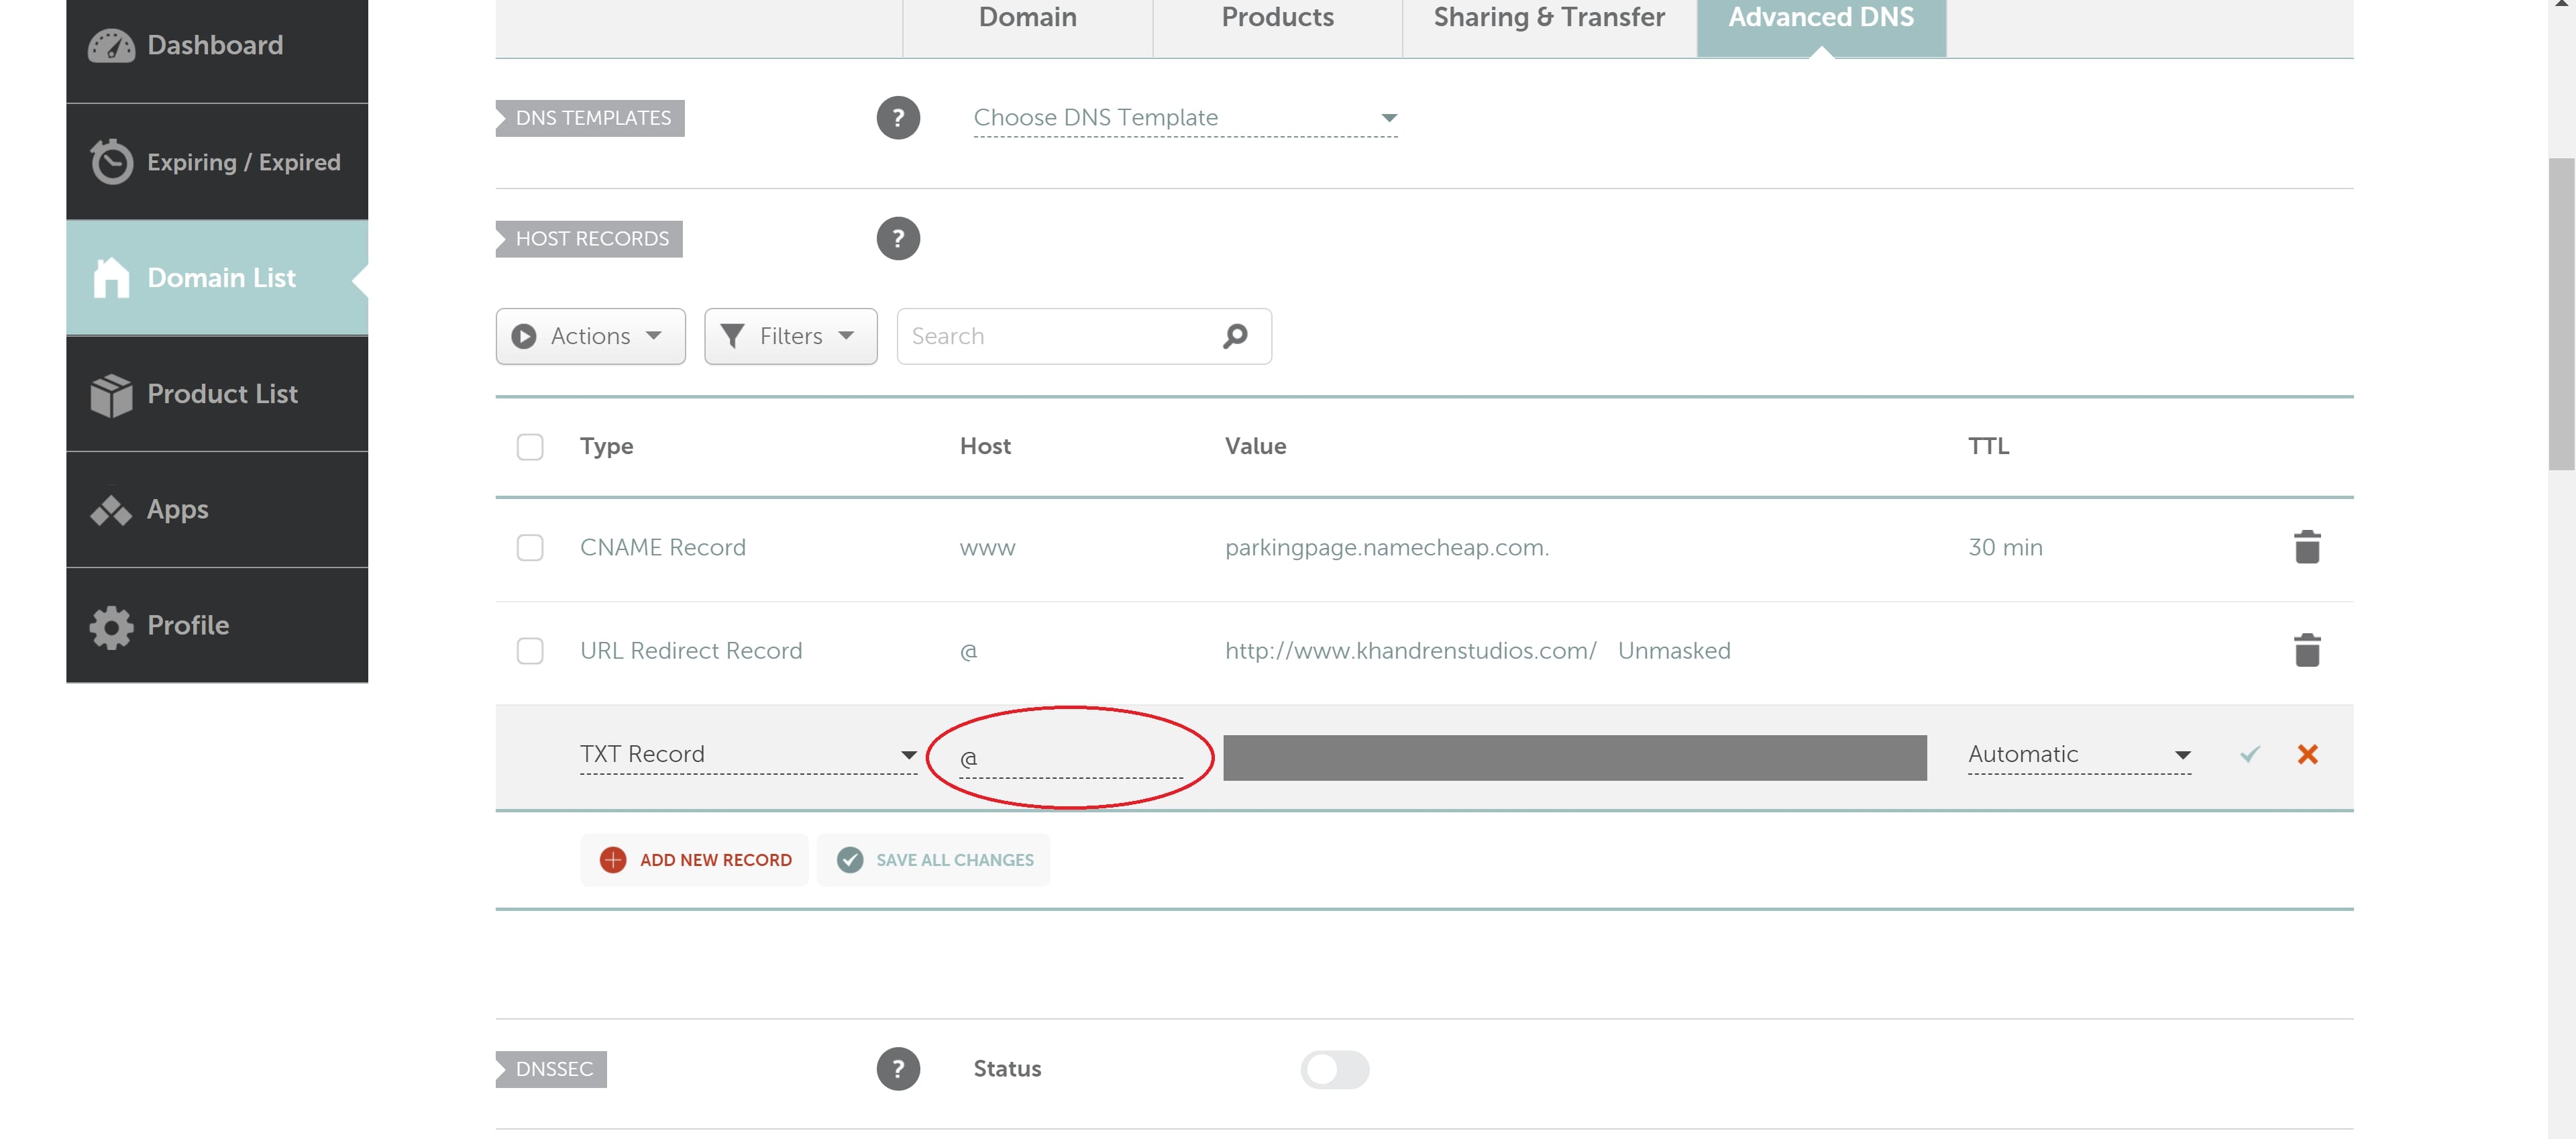 Domain Products Sharing & Transfer Advanced DNS
Dashboard
Expiring / Expired
Domain List
Product List
Apps
Profile
DNS TEMPLATES ? Choose DNS Template
HOST RECORDS ?
Actions Filters Search
Type Host Value TTL
CNAME Record www parkingpage.namecheap.com. 30 min
URL Redirect Record @ http://www.khandrenstudios.com/ Unmasked
TXT Record @ Automatic
ADD NEW RECORD SAVE ALL CHANGES
DNSSEC ? Status